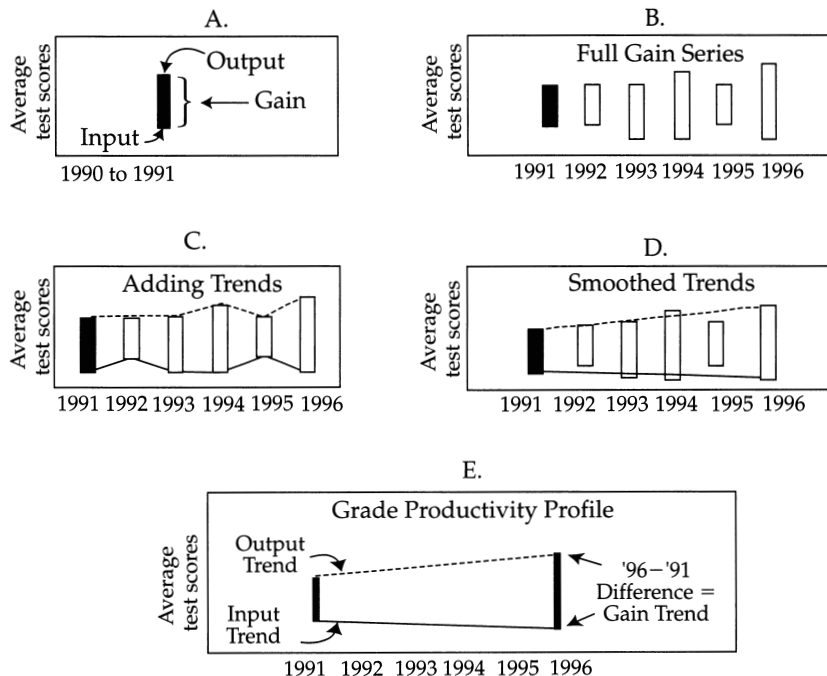 A.
Average
test scores
Output
Gain
Input
1990 to 1991
B.
Average
test scores
Full Gain Series
1991 1992 1993 1994 1995 1996
C.
Average
test scores
Adding Trends
1991 1992 1993 1994 1995 1996
D.
Average
test scores
Smoothed Trends
1991 1992 1993 1994 1995 1996
E.
Average
test scores
Grade Productivity Profile
Output
Trend
Input
Trend
'96–'91
Difference =
Gain Trend
1991 1992 1993 1994 1995 1996